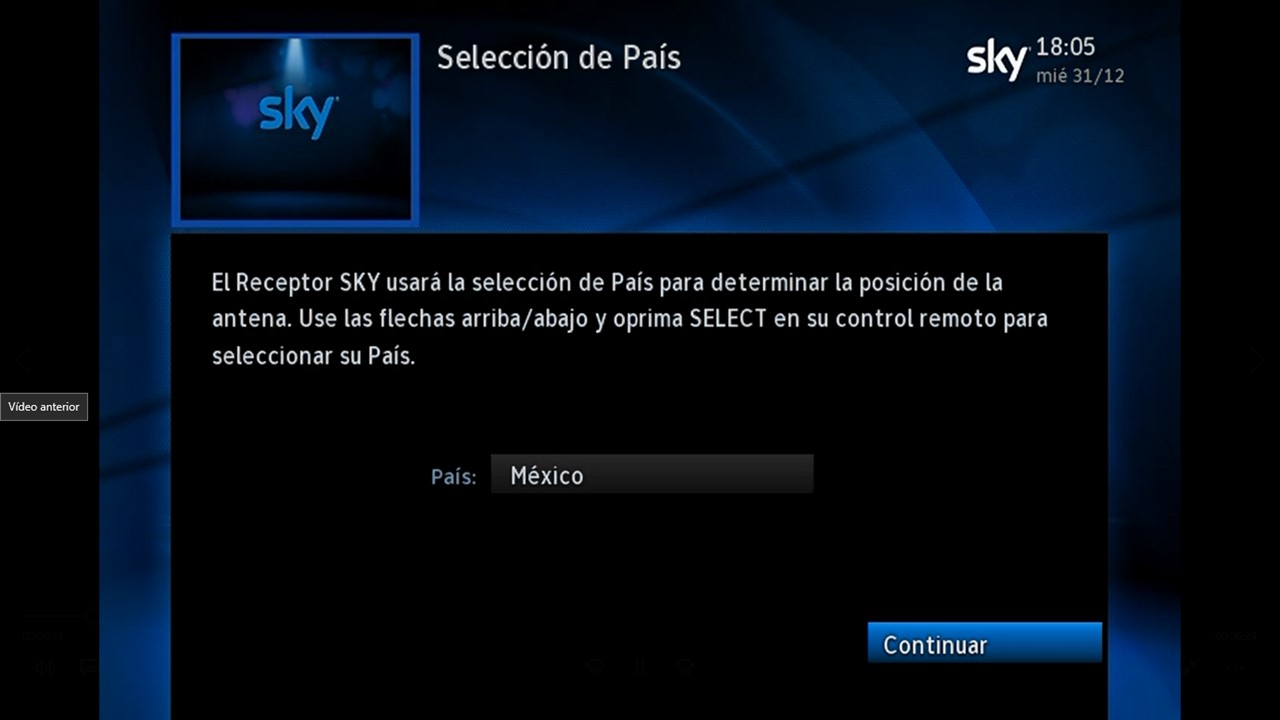 sky
Selección de País
sky 18:05
mié 31/12
El Receptor SKY usará la selección de País para determinar la posición de la
antena. Use las flechas arriba/abajo y oprima SELECT en su control remoto para
seleccionar su País.
Vídeo anterior
País: México
Continuar